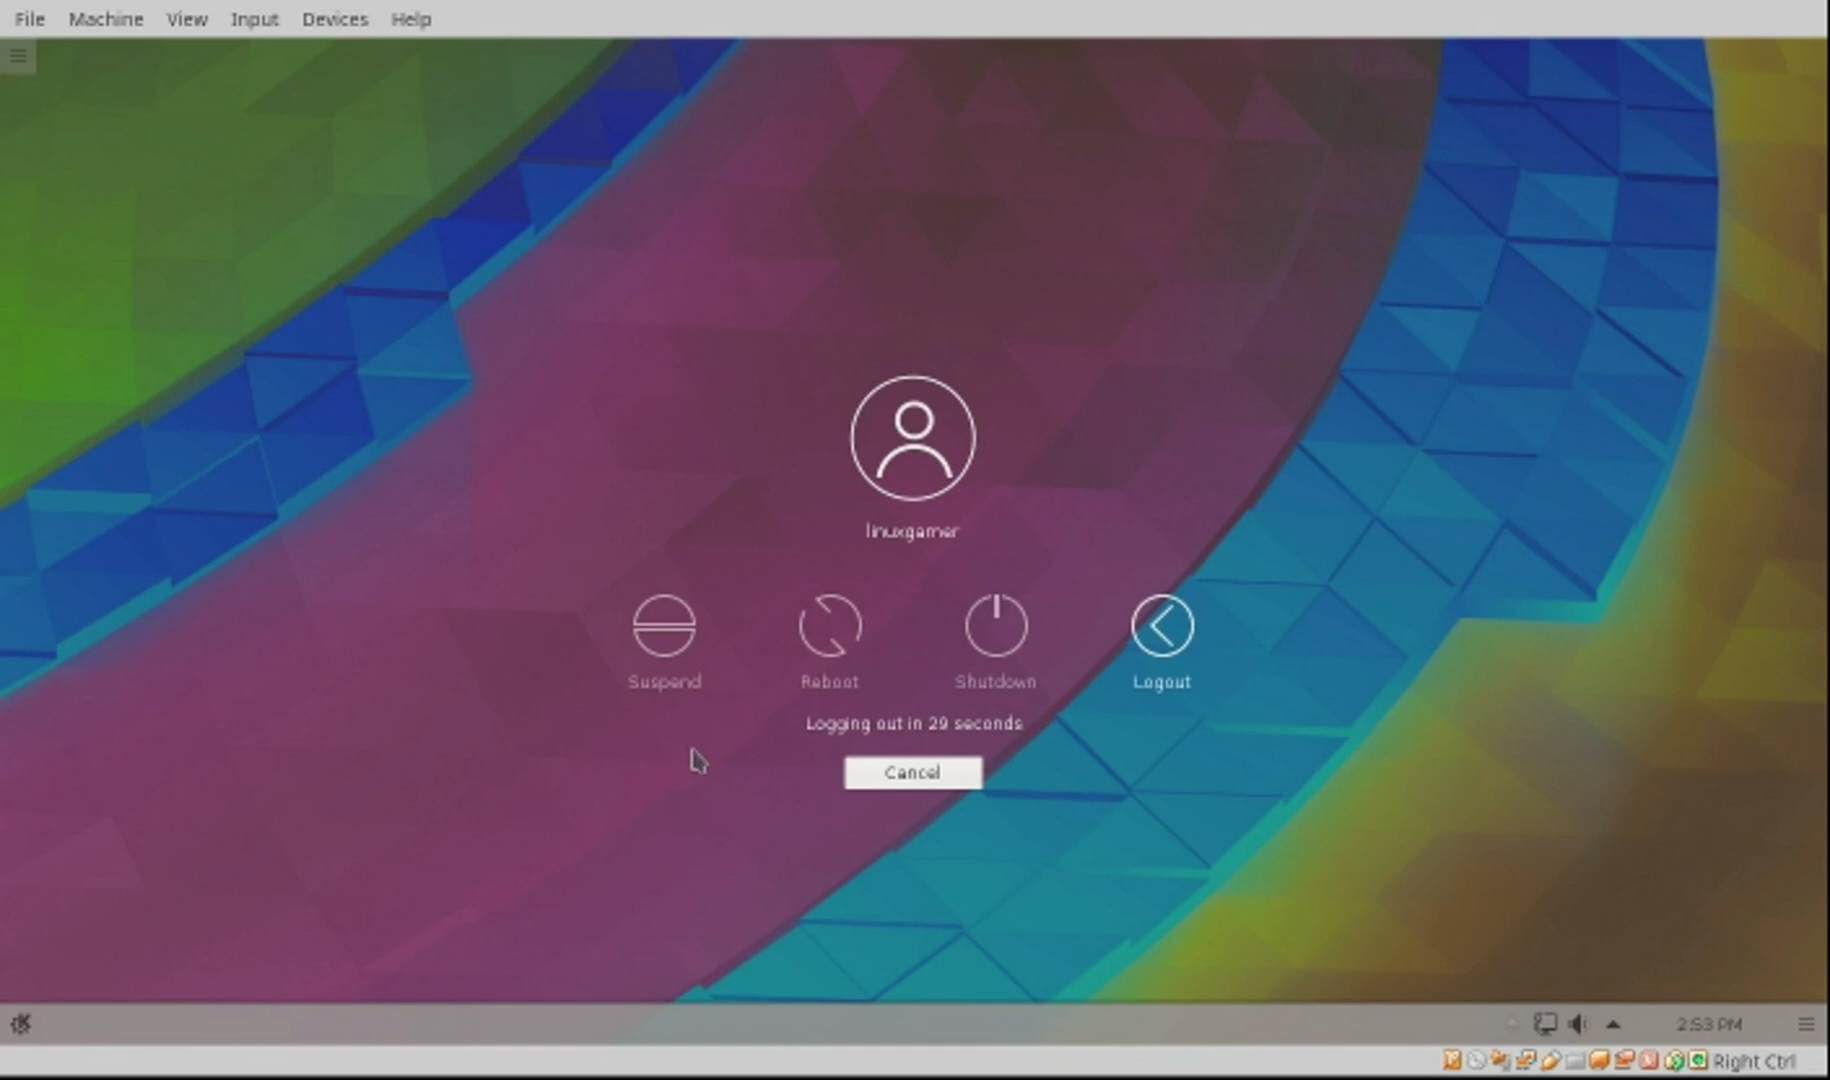 File Machine View Input Devices Help
linuxgamer
Suspend Reboot Shutdown Logout
Logging out in 29 seconds
Cancel
2:53 PM
Right Ctrl